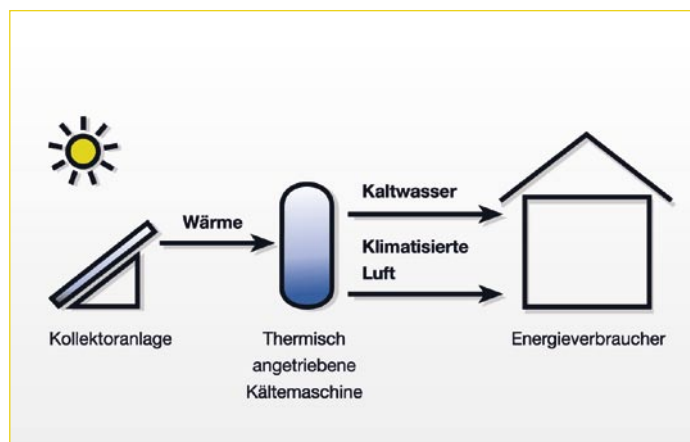 Wärme
Kaltwasser
Klimatisierte
Luft
Kollektoranlage
Thermisch
angetriebene
Kältemaschine
Energieverbraucher